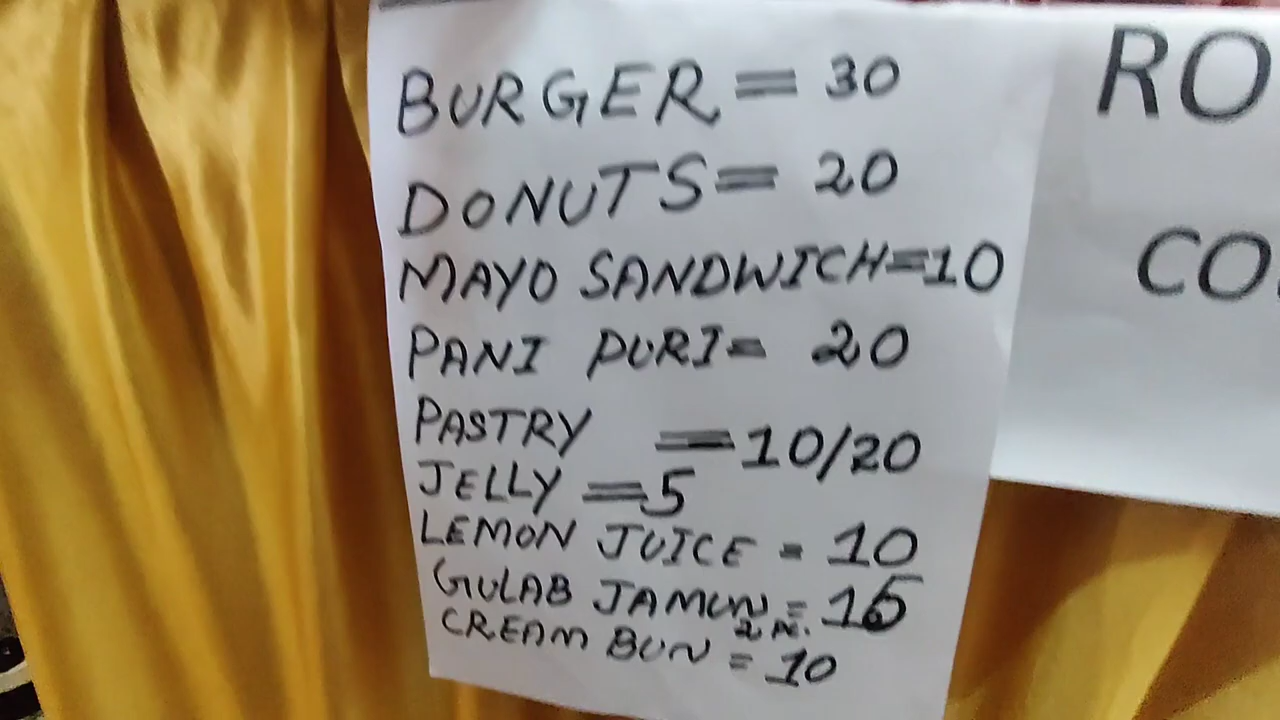 BURGER = 30
DONUTS = 20
MAYO SANDWICH = 10
PANI PURI = 20
PASTRY = 10/20
JELLY = 5
LEMON JUICE = 10
GULAB JAMUN = 15
2 N.
CREAM BUN = 10
RO
CO